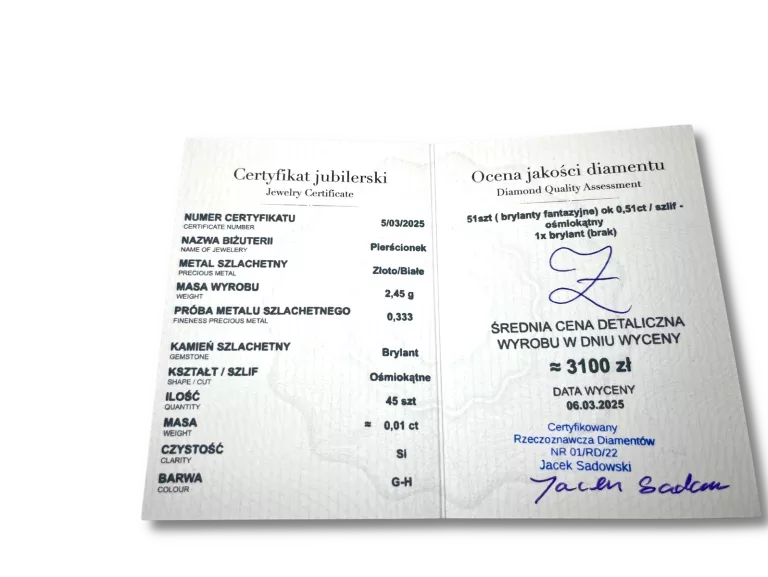 Certyfikat jubilerski
Jewelry Certificate
NUMER CERTYFIKATU 5/03/2025
CERTIFICATE NUMBER
NAZWA BIŻUTERII Pierścionek
NAME OF JEWELERY
METAL SZLACHETNY Złoto/Białe
PRECIOUS METAL
MASA WYROBU 2,45 g
WEIGHT
PRÓBA METALU SZLACHETNEGO 0,333
FINENESS PRECIOUS METAL
KAMIEŃ SZLACHETNY Brylant
GEMSTONE
KSZTAŁT / SZLIF Ośmiokątne
SHAPE / CUT
ILOŚĆ 45 szt
QUANTITY
MASA ≈ 0,01 ct
WEIGHT
CZYSTOŚĆ Si
CLARITY
BARWA G-H
COLOUR
Ocena jakości diamentu
Diamond Quality Assessment
51szt ( brylanty fantazyjne) ok 0,51ct / szlif -
ośmiokątny
1x brylant (brak)
ŚREDNIA CENA DETALICZNA
WYROBU W DNIU WYCENY
≈ 3100 zł
DATA WYCENY
06.03.2025
Certyfikowany
Rzeczoznawcza Diamentów
NR 01/RD/22
Jacek Sadowski